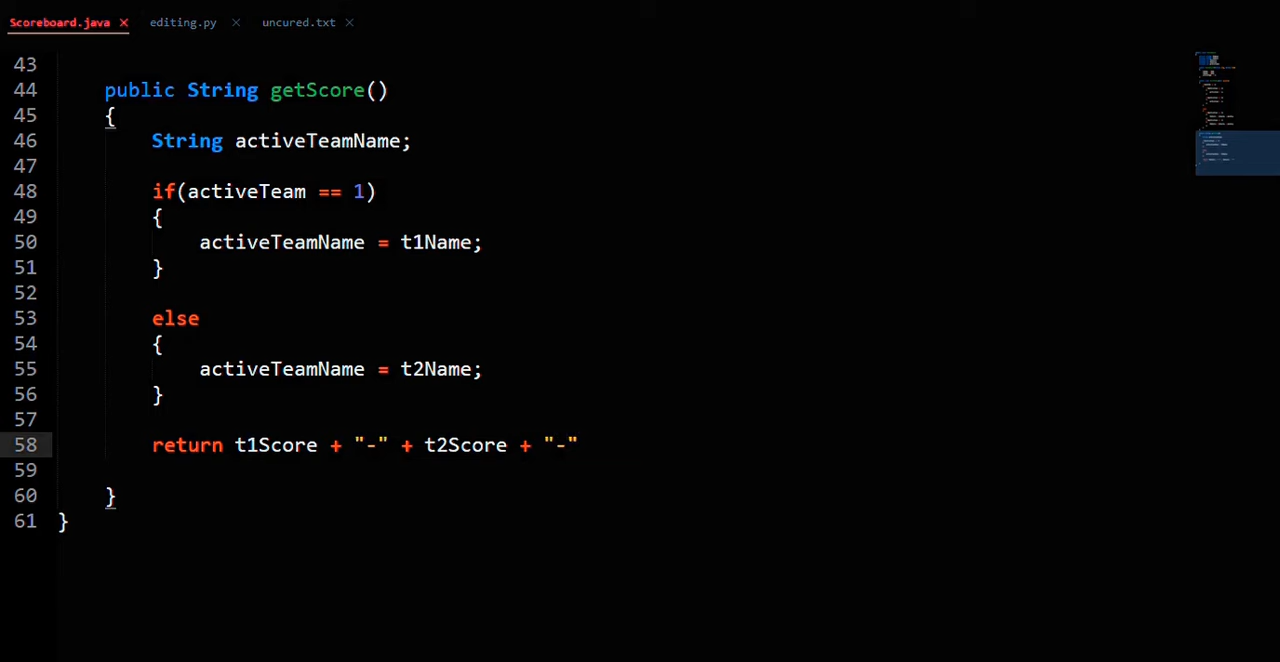 Scoreboard.java × editing.py × uncured.txt ×
43
44 public String getScore()
45 {
46 String activeTeamName;
47
48 if(activeTeam == 1)
49 {
50 activeTeamName = t1Name;
51 }
52
53 else
54 {
55 activeTeamName = t2Name;
56 }
57
58 return t1Score + "-" + t2Score + "-"
59
60 }
61 }